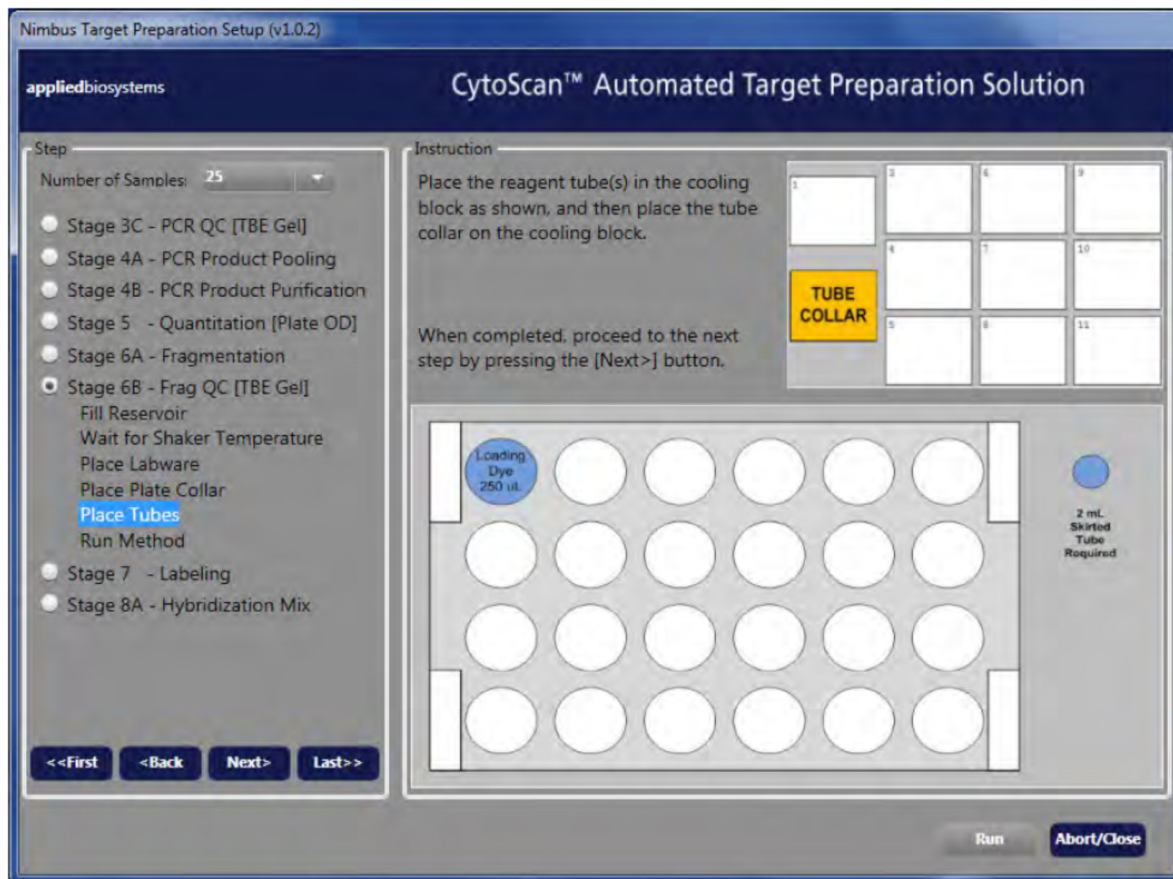 Nimbus Target Preparation Setup (v1.0.2)
appliedbiosystems
CytoScan™ Automated Target Preparation Solution
Step
Number of Samples: 25
Stage 3C - PCR QC [TBE Gel]
Stage 4A - PCR Product Pooling
Stage 4B - PCR Product Purification
Stage 5 - Quantitation [Plate OD]
Stage 6A - Fragmentation
Stage 6B - Frag QC [TBE Gel]
Fill Reservoir
Wait for Shaker Temperature
Place Labware
Place Plate Collar
Place Tubes
Run Method
Stage 7 - Labeling
Stage 8A - Hybridization Mix
<<First
<Back
Next>
Last>>
Instruction
Place the reagent tube(s) in the cooling
block as shown, and then place the tube
collar on the cooling block.
When completed, proceed to the next
step by pressing the [Next>] button.
1
3
6
9
4
7
10
TUBE
COLLAR
5
8
11
Loading
Dye
250 uL
2 mL
Skirted
Tube
Required
Run
Abort/Close